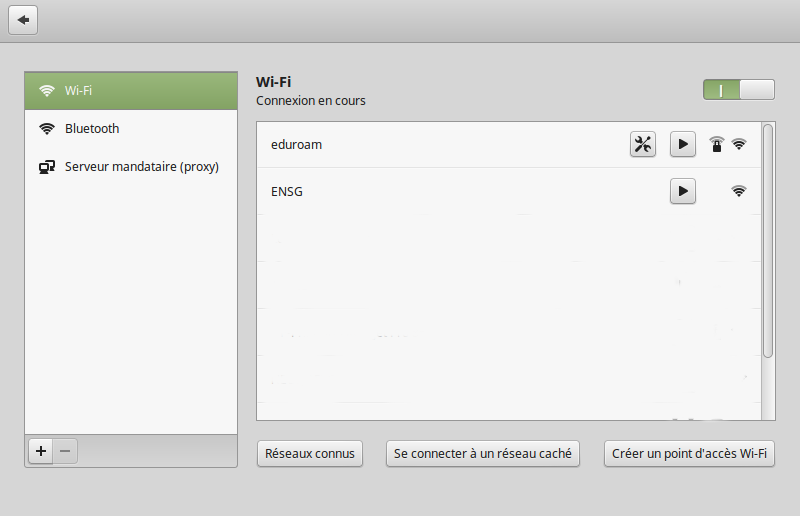 Wi-Fi
Bluetooth
Serveur mandataire (proxy)
Wi-Fi
Connexion en cours
eduroam
ENSG
Réseaux connus
Se connecter à un réseau caché
Créer un point d'accès Wi-Fi